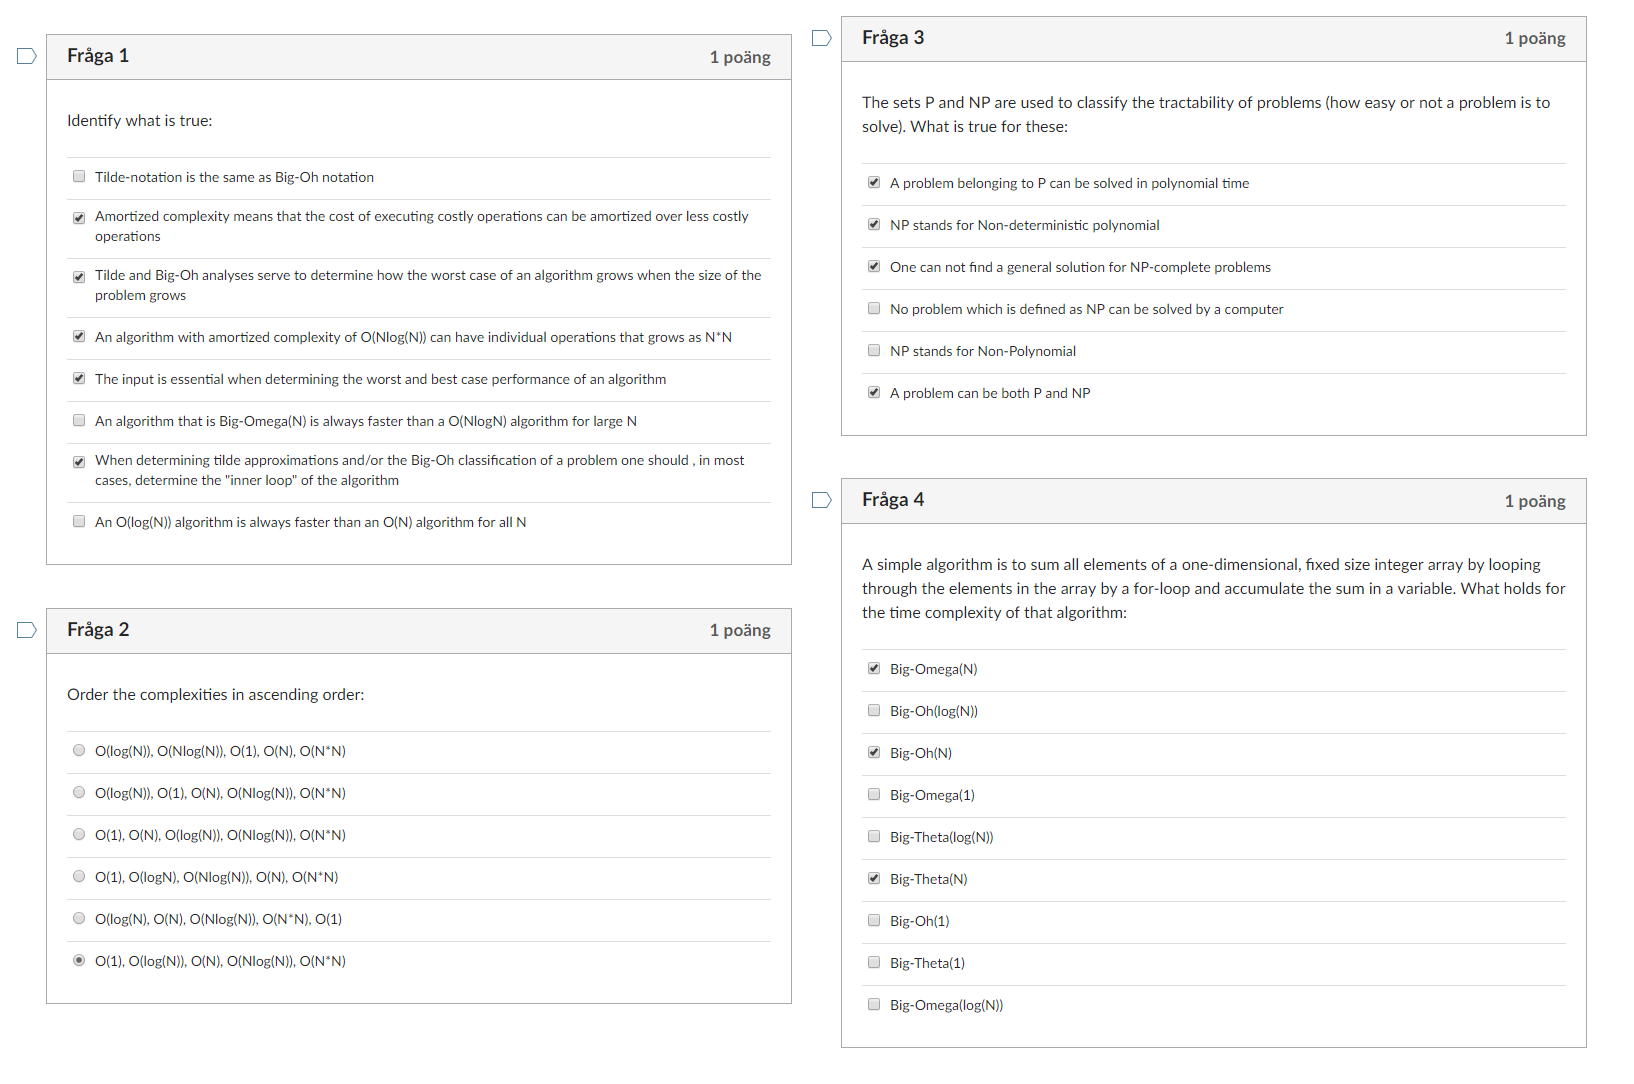 Fråga 1
1 poäng
Identify what is true:
Tilde-notation is the same as Big-Oh notation
Amortized complexity means that the cost of executing costly operations can be amortized over less costly
operations
Tilde and Big-Oh analyses serve to determine how the worst case of an algorithm grows when the size of the
problem grows
An algorithm with amortized complexity of O(Nlog(N)) can have individual operations that grows as N*N
The input is essential when determining the worst and best case performance of an algorithm
An algorithm that is Big-Omega(N) is always faster than a O(NlogN) algorithm for large N
When determining tilde approximations and/or the Big-Oh classification of a problem one should , in most
cases, determine the "inner loop" of the algorithm
An O(log(N)) algorithm is always faster than an O(N) algorithm for all N
Fråga 2
1 poäng
Order the complexities in ascending order:
O(log(N)), O(Nlog(N)), O(1), O(N), O(N*N)
O(log(N)), O(1), O(N), O(Nlog(N)), O(N*N)
O(1), O(N), O(log(N)), O(Nlog(N)), O(N*N)
O(1), O(logN), O(Nlog(N)), O(N), O(N*N)
O(log(N), O(N), O(Nlog(N)), O(N*N), O(1)
O(1), O(log(N)), O(N), O(Nlog(N)), O(N*N)
Fråga 3
1 poäng
The sets P and NP are used to classify the tractability of problems (how easy or not a problem is to
solve). What is true for these:
A problem belonging to P can be solved in polynomial time
NP stands for Non-deterministic polynomial
One can not find a general solution for NP-complete problems
No problem which is defined as NP can be solved by a computer
NP stands for Non-Polynomial
A problem can be both P and NP
Fråga 4
1 poäng
A simple algorithm is to sum all elements of a one-dimensional, fixed size integer array by looping
through the elements in the array by a for-loop and accumulate the sum in a variable. What holds for
the time complexity of that algorithm:
Big-Omega(N)
Big-Oh(log(N))
Big-Oh(N)
Big-Omega(1)
Big-Theta(log(N))
Big-Theta(N)
Big-Oh(1)
Big-Theta(1)
Big-Omega(log(N))